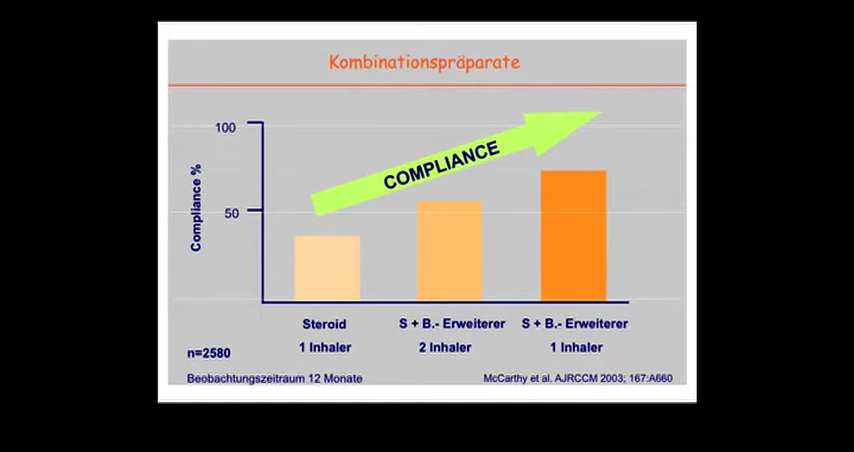 Kombinationspräparate
100
COMPLIANCE
Compliance %
50
Steroid
1 Inhaler
S + B.- Erweiterer
2 Inhaler
S + B.- Erweiterer
1 Inhaler
n=2580
Beobachtungszeitraum 12 Monate
McCarthy et al. AJRCCM 2003; 167:A660